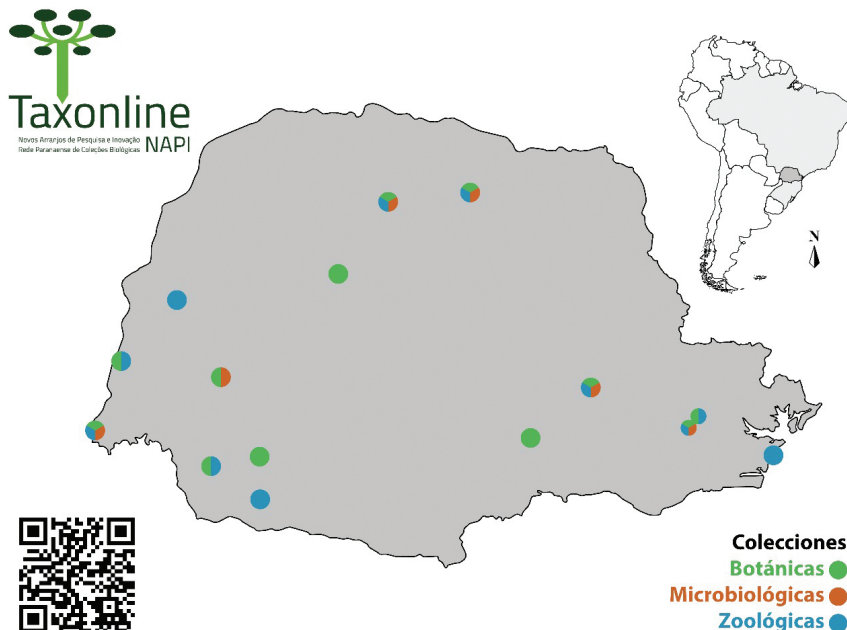 Taxonline
Novos Arranjos de Pesquisa e Inovação
Rede Paranaense de Coleções Biológicas NAPI
N
Colecciones
Botánicas
Microbiológicas
Zoológicas